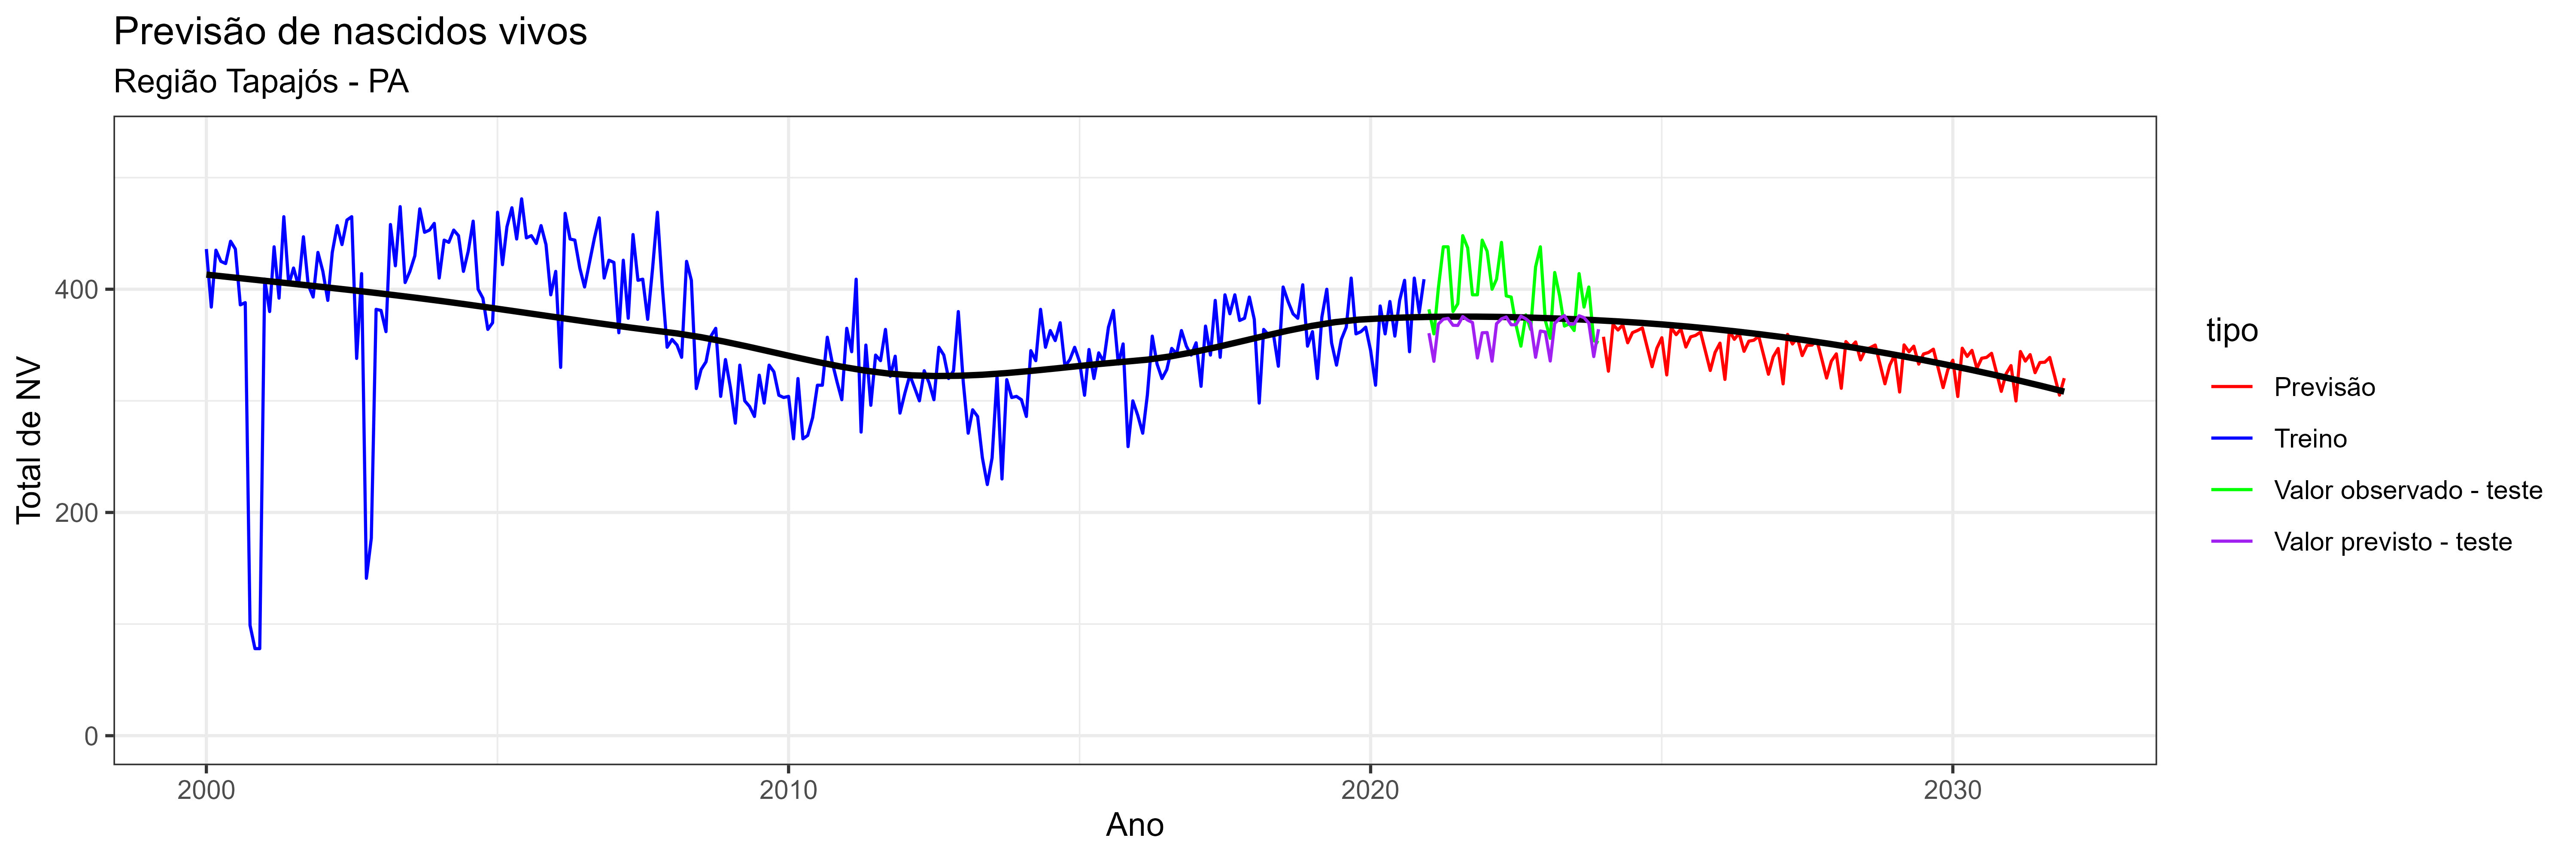 Previsão de nascidos vivos
Região Tapajós - PA
Total de NV
400
200
0
2000
2010
2020
2030
Ano
tipo
Previsão
Treino
Valor observado - teste
Valor previsto - teste